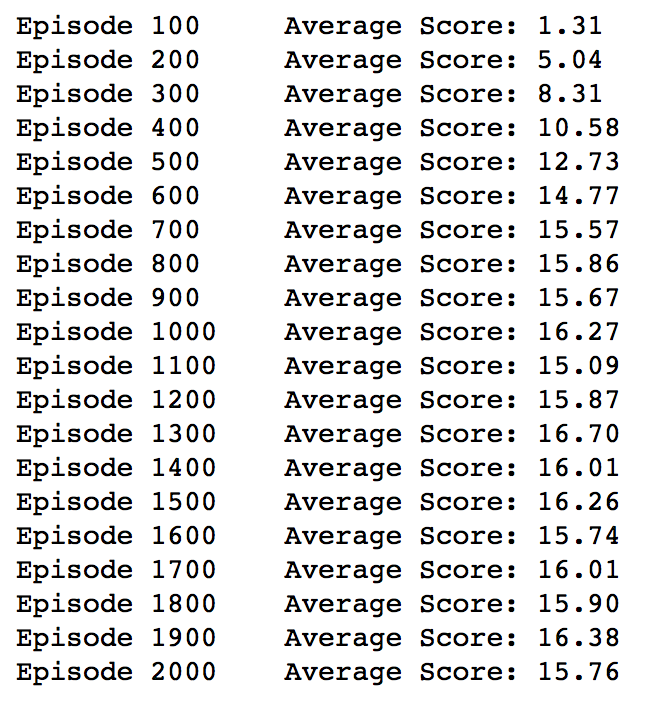 Episode 100 Average Score: 1.31
Episode 200 Average Score: 5.04
Episode 300 Average Score: 8.31
Episode 400 Average Score: 10.58
Episode 500 Average Score: 12.73
Episode 600 Average Score: 14.77
Episode 700 Average Score: 15.57
Episode 800 Average Score: 15.86
Episode 900 Average Score: 15.67
Episode 1000 Average Score: 16.27
Episode 1100 Average Score: 15.09
Episode 1200 Average Score: 15.87
Episode 1300 Average Score: 16.70
Episode 1400 Average Score: 16.01
Episode 1500 Average Score: 16.26
Episode 1600 Average Score: 15.74
Episode 1700 Average Score: 16.01
Episode 1800 Average Score: 15.90
Episode 1900 Average Score: 16.38
Episode 2000 Average Score: 15.76